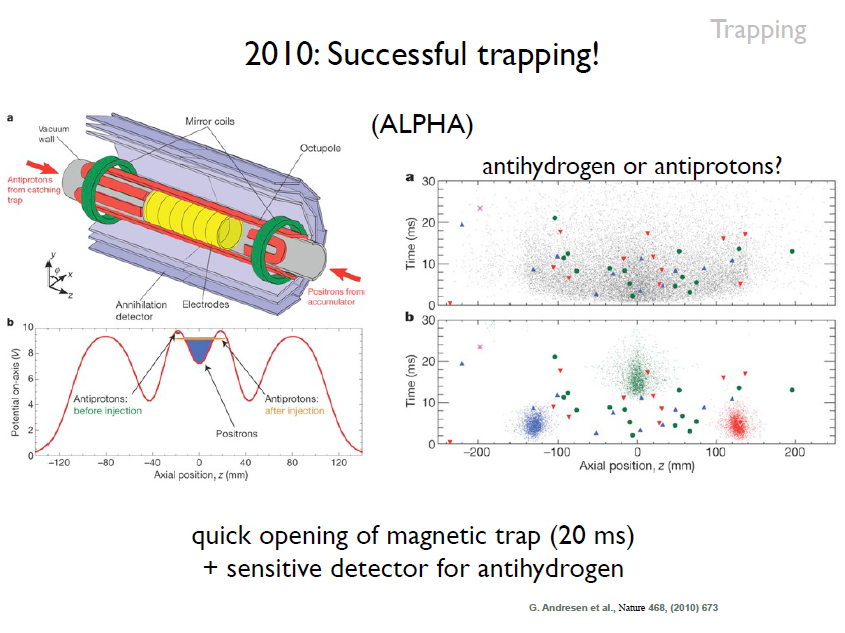 Trapping
2010: Successful trapping!
(ALPHA)
a
Vacuum
wall
Mirror coils
Octupole
Antiprotons
from catching
trap
Positrons from
accumulator
y
ϕ
x
z
Annihilation
detector
Electrodes
b
Potential on-axis (V)
10
8
6
4
2
0
Antiprotons:
before injection
Antiprotons:
after injection
Positrons
−120 −80 −40 0 40 80 120
Axial position, z (mm)
antihydrogen or antiprotons?
a
Time (ms)
30
20
10
0
b
Time (ms)
30
20
10
0
−200 −100 0 100 200
Axial position, z (mm)
quick opening of magnetic trap (20 ms)
+ sensitive detector for antihydrogen
G. Andresen et al., Nature 468, (2010) 673